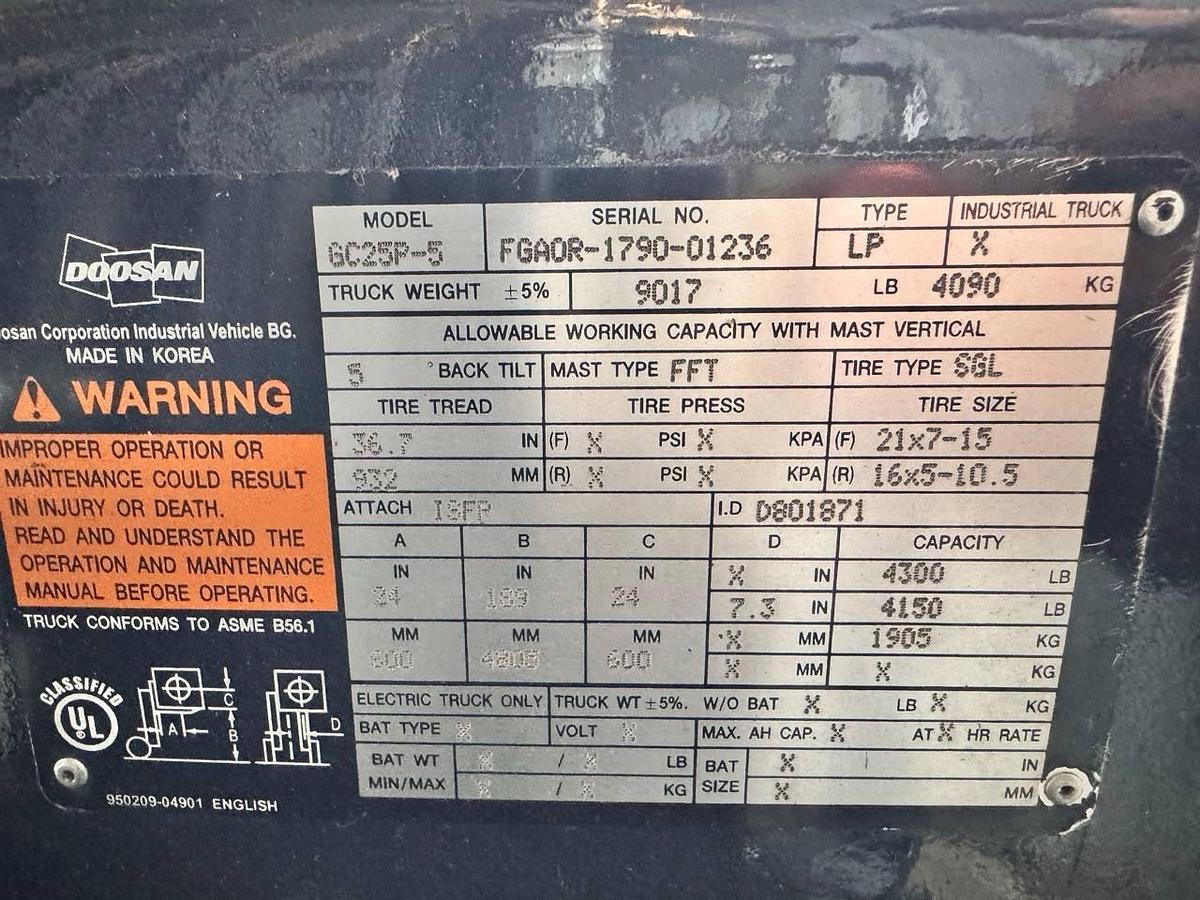 DOOSAN
oosan Corporation Industrial Vehicle BG.
MADE IN KOREA
WARNING
IMPROPER OPERATION OR
MAINTENANCE COULD RESULT
IN INJURY OR DEATH.
READ AND UNDERSTAND THE
OPERATION AND MAINTENANCE
MANUAL BEFORE OPERATING.
TRUCK CONFORMS TO ASME B56.1
CLASSIFIED
UL
A B C D
950209-04901 ENGLISH
MODEL SERIAL NO. TYPE INDUSTRIAL TRUCK
GC25P-5 FGA0R-1790-01236 LP X
TRUCK WEIGHT ±5% 9017 LB 4090 KG
ALLOWABLE WORKING CAPACITY WITH MAST VERTICAL
5 ° BACK TILT MAST TYPE FFT TIRE TYPE SGL
TIRE TREAD TIRE PRESS TIRE SIZE
36.7 IN (F) X PSI X KPA (F) 21x7-15
932 MM (R) X PSI X KPA (R) 16x5-10.5
ATTACH ISFP I.D D801871
A B C D CAPACITY
IN IN IN X IN 4300 LB
24 189 24 7.3 IN 4150 LB
MM MM MM X MM 1905 KG
600 4805 600 X MM X KG
ELECTRIC TRUCK ONLY TRUCK WT ±5%. W/O BAT X LB X KG
BAT TYPE X VOLT X MAX. AH CAP. X AT X HR RATE
BAT WT X / X LB BAT X IN
MIN/MAX X / X KG SIZE X MM